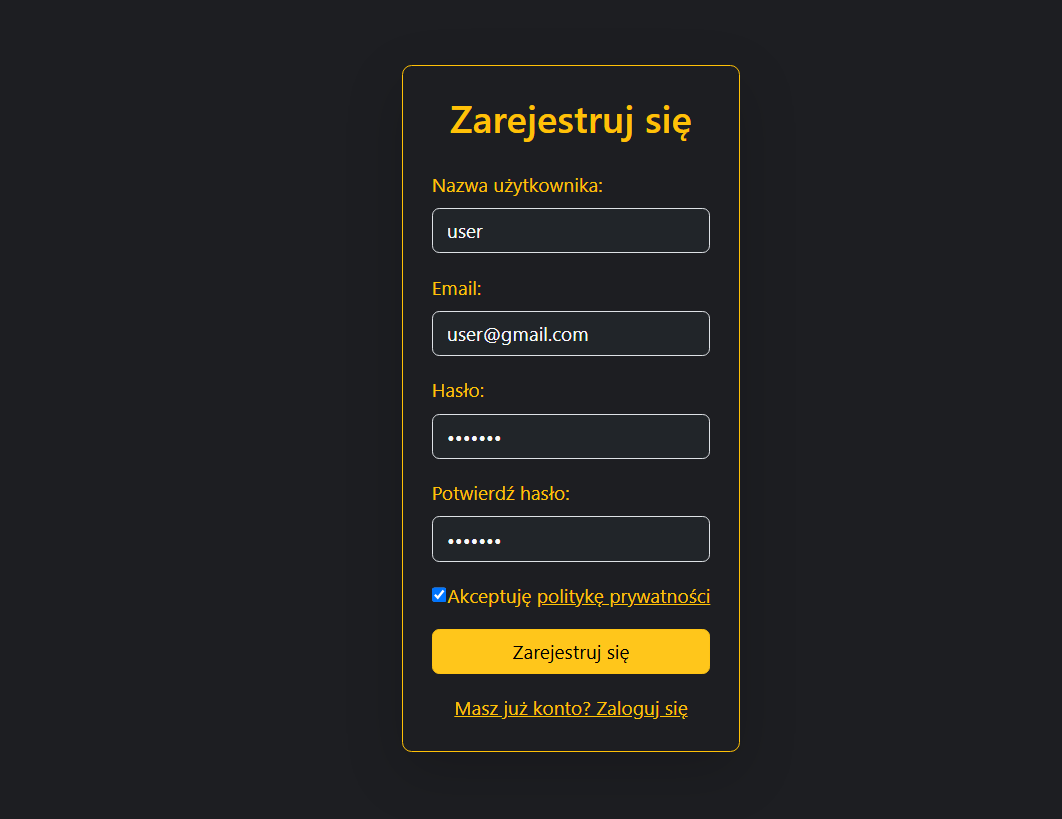 Zarejestruj się
Nazwa użytkownika:
user
Email:
user@gmail.com
Hasło:
•••••••
Potwierdź hasło:
•••••••
Akceptuję politykę prywatności
Zarejestruj się
Masz już konto? Zaloguj się